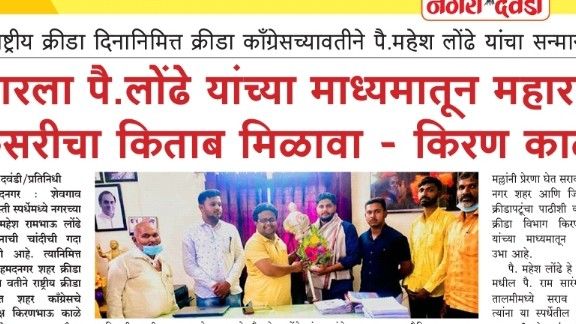 नगरी दवंडी
ष्ट्रीय क्रीडा दिनानिमित्त क्रीडा काँग्रेसच्यावतीने पै.महेश लोंढे यांचा सन्मान
रला पै.लोंढे यांच्या माध्यमातून महारा
सरीचा किताब मिळावा - किरण काळ
दवंडी/प्रतिनिधी
मदनगर : शेवगाव
स्ती स्पर्धेमध्ये नगरच्या
महेश रामभाऊ लोंढे
नाची चांदीची गदा
ी आहे. त्यानिमित्त
हमदनगर शहर क्रीडा
वतीने राष्ट्रीय क्रीडा
त्त शहर काँग्रेसचे
क्ष किरणभाऊ काळे
मल्लांनी प्रेरणा घेत सराव
नगर शहर आणि जि
क्रीडापटूंचा पाठीशी क
क्रीडा विभाग किर
यांच्या माध्यमातून
उभा आहे.
पै. महेश लोंढे हे
मधील पै. राम सारं
तालमीमध्ये सराव
त्यांना या स्पर्धेतील